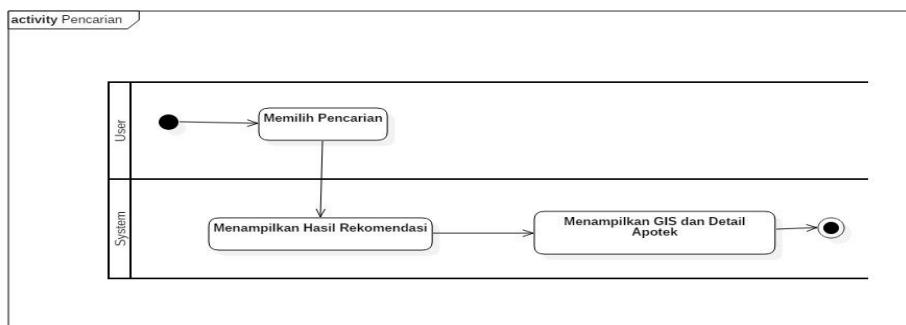 activity Pencarian
User
Memilih Pencarian
System
Menampilkan Hasil Rekomendasi
Menampilkan GIS dan Detail
Apotek